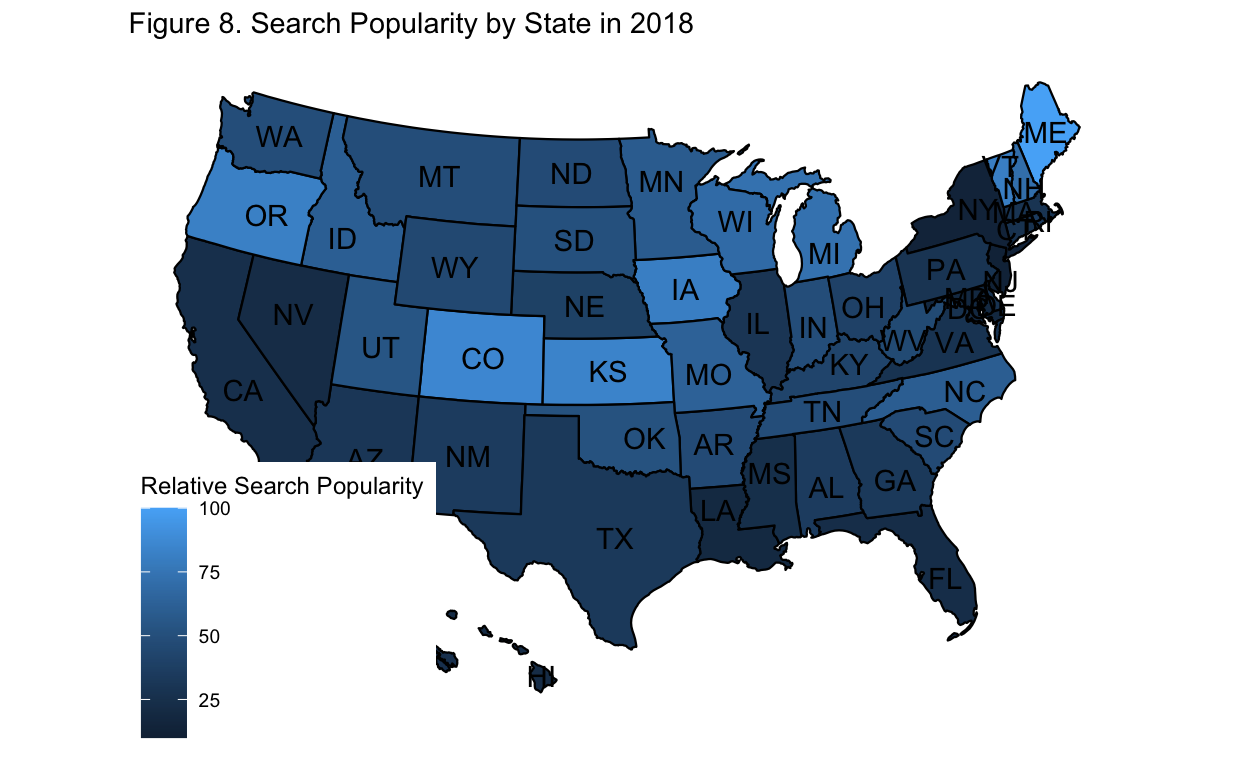 Figure 8. Search Popularity by State in 2018
ME
WA
VT
MT
ND
MN
NH
OR
NY
MA
RI
WI
ID
SD
CT
MI
WY
PA
NJ
IA
NE
OH
MD
DE
DC
NV
IL
IN
WV
VA
UT
CO
KS
KY
MO
CA
NC
TN
OK
AR
SC
AZ
NM
MS
AL
GA
LA
TX
FL
HI
Relative Search Popularity
100
75
50
25